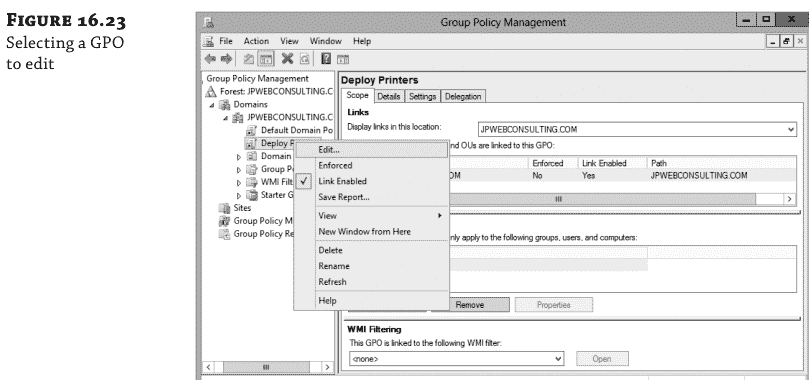 FIGURE 16.23
Selecting a GPO
to edit
Group Policy Management
File Action View Window Help
Group Policy Management
Forest: JPWEBCONSULTING.C
Domains
JPWEBCONSULTING.C
Default Domain Po
Deploy P
Domain
Group P
WMI Filt
Starter G
Sites
Group Policy M
Group Policy Re
Edit...
Enforced
Link Enabled
Save Report...
View
New Window from Here
Delete
Rename
Refresh
Help
Deploy Printers
Scope Details Settings Delegation
Links
Display links in this location: JPWEBCONSULTING.COM
nd OUs are linked to this GPO:
Enforced Link Enabled Path
OM No Yes JPWEBCONSULTING.COM
nly apply to the following groups, users, and computers:
Remove Properties
WMI Filtering
This GPO is linked to the following WMI filter:
<none> Open